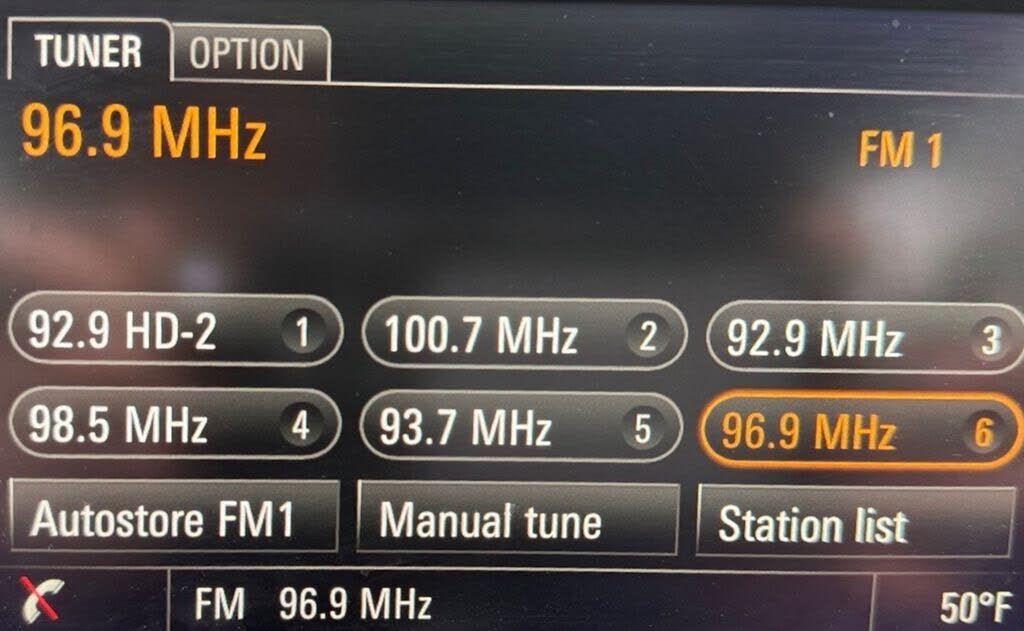 TUNER OPTION
96.9 MHz FM 1
92.9 HD-2 1 100.7 MHz 2 92.9 MHz 3
98.5 MHz 4 93.7 MHz 5 96.9 MHz 6
Autostore FM1 Manual tune Station list
FM 96.9 MHz 50°F